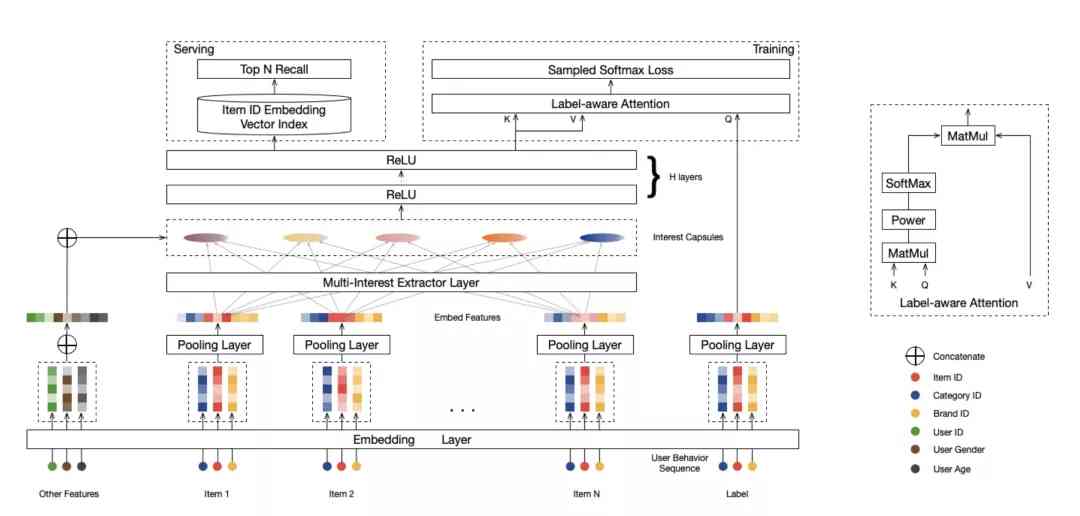 Serving
Training
Top N Recall
Sampled Softmax Loss
Item ID Embedding
Vector Index
Label-aware Attention
K
V
Q
ReLU
ReLU
H layers
Interest Capsules
Multi-Interest Extractor Layer
Embed Features
Pooling Layer
Pooling Layer
Pooling Layer
Pooling Layer
. . .
Embedding Layer
User Behavior
Sequence
Other Features
Item 1
Item 2
Item N
Label
MatMul
SoftMax
Power
MatMul
K
Q
V
Label-aware Attention
Concatenate
Item ID
Category ID
Brand ID
User ID
User Gender
User Age